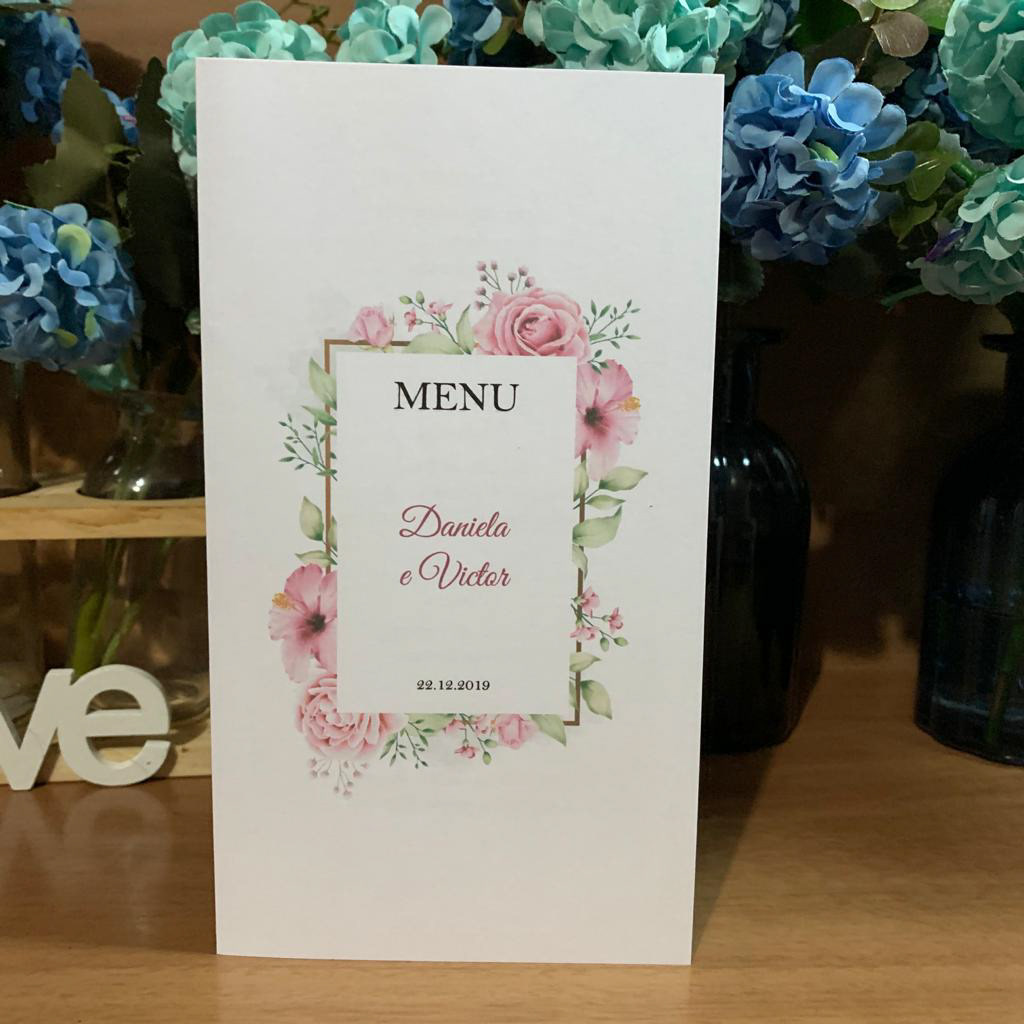 MENU
Daniela
e Victor
22.12.2019
ve